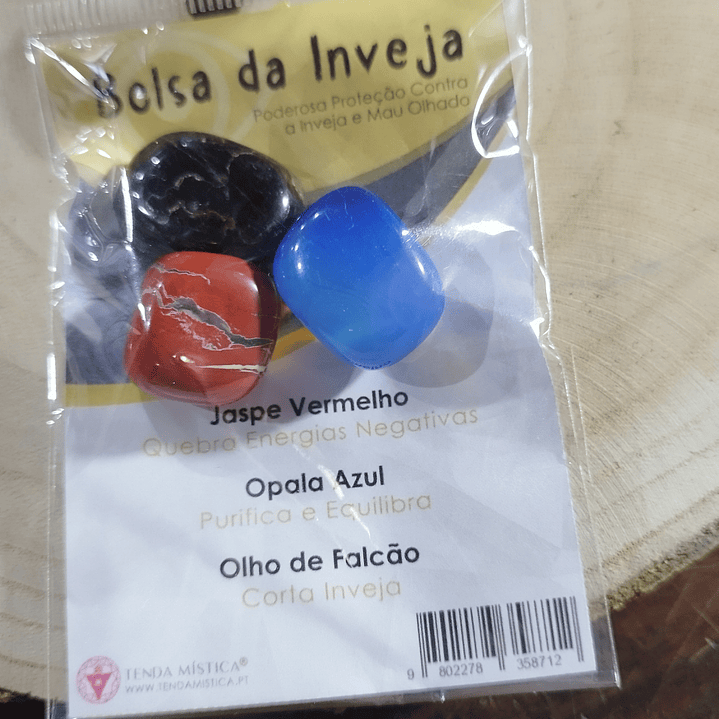 Bolsa da Inveja
Poderosa Proteção Contra
a Inveja e Mau Olhado
Jaspe Vermelho
Quebra Energias Negativas
Opala Azul
Purifica e Equilibra
Olho de Falcão
Corta Inveja
TENDA MÍSTICA®
WWW.TENDAMISTICA.PT
9 802278 358712